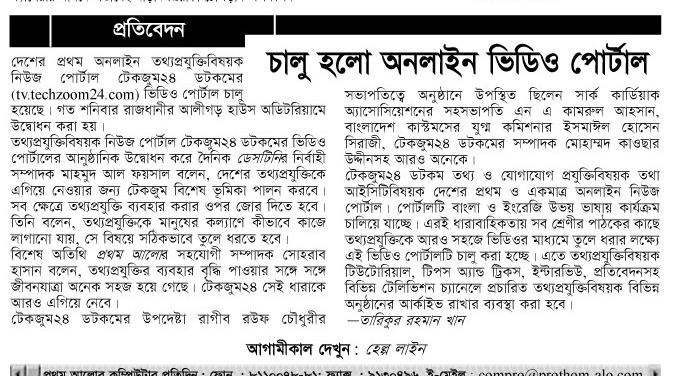 প্রতিবেদন
চালু হলো অনলাইন ভিডিও পোর্টাল
দেশের প্রথম অনলাইন তথ্যপ্রযুক্তিবিষয়ক
নিউজ পোর্টাল টেকজুম২৪ ডটকমের
(tv.techzoom24.com) ভিডিও পোর্টাল চালু
হয়েছে। গত শনিবার রাজধানীর আলীগড় হাউস অডিটরিয়ামে
উদ্বোধন করা হয়।
তথ্যপ্রযুক্তিবিষয়ক নিউজ পোর্টাল টেকজুম২৪ ডটকমের ভিডিও
পোর্টালের আনুষ্ঠানিক উদ্বোধন করে দৈনিক ডেসটিনির নির্বাহী
সম্পাদক মাহমুদ আল ফয়সাল বলেন, দেশের তথ্যপ্রযুক্তিকে
এগিয়ে নেওয়ার জন্য টেকজুম বিশেষ ভূমিকা পালন করবে।
সব ক্ষেত্রে তথ্যপ্রযুক্তি ব্যবহার করার ওপর জোর দিতে হবে।
তিনি বলেন, তথ্যপ্রযুক্তিকে মানুষের কল্যাণে কীভাবে কাজে
লাগানো যায়, সে বিষয়ে সঠিকভাবে তুলে ধরতে হবে।
বিশেষ অতিথি প্রথম আলোর সহযোগী সম্পাদক সোহরাব
হাসান বলেন, তথ্যপ্রযুক্তির ব্যবহার বৃদ্ধি পাওয়ার সঙ্গে সঙ্গে
জীবনযাত্রা অনেক সহজ হয়ে গেছে। টেকজুম২৪ সেই ধারাকে
আরও এগিয়ে নেবে।
টেকজুম২৪ ডটকমের উপদেষ্টা রাগীব রউফ চৌধুরীর
সভাপতিত্বে অনুষ্ঠানে উপস্থিত ছিলেন সার্ক কার্ডিয়াক
অ্যাসোসিয়েশনের সহসভাপতি এন এ কামরুল আহসান,
বাংলাদেশ কাস্টমসের যুগ্ম কমিশনার ইসমাঈল হোসেন
সিরাজী, টেকজুম২৪ ডটকমের সম্পাদক মোহাম্মদ কাওছার
উদ্দীনসহ আরও অনেকে।
টেকজুম২৪ ডটকম তথ্য ও যোগাযোগ প্রযুক্তিবিষয়ক তথা
আইসিটিবিষয়ক দেশের প্রথম ও একমাত্র অনলাইন নিউজ
পোর্টাল। পোর্টালটি বাংলা ও ইংরেজি উভয় ভাষায় কার্যক্রম
চালিয়ে যাচ্ছে। এরই ধারাবাহিকতায় সব শ্রেণীর পাঠকের কাছে
তথ্যপ্রযুক্তিকে আরও সহজে ভিডিওর মাধ্যমে তুলে ধরার লক্ষ্যে
এই ভিডিও পোর্টালটি চালু করা হচ্ছে। এতে তথ্যপ্রযুক্তিবিষয়ক
টিউটোরিয়াল, টিপস অ্যান্ড ট্রিকস, ইন্টারভিউ, প্রতিবেদনসহ
বিভিন্ন টেলিভিশন চ্যানেলে প্রচারিত তথ্যপ্রযুক্তিবিষয়ক বিভিন্ন
অনুষ্ঠানের আর্কাইভ রাখার ব্যবস্থা করা হবে।
—তারিকুর রহমান খান
আগামীকাল দেখুন : হেল্প লাইন
প্রথম আলোর কম্পিউটার প্রতিদিন : ফোন : ৮১১০০৪৮-৮১; ফ্যাক্স : ৯১৩০৪৯৬, ই-মেইল : compro@prothom-alo.com